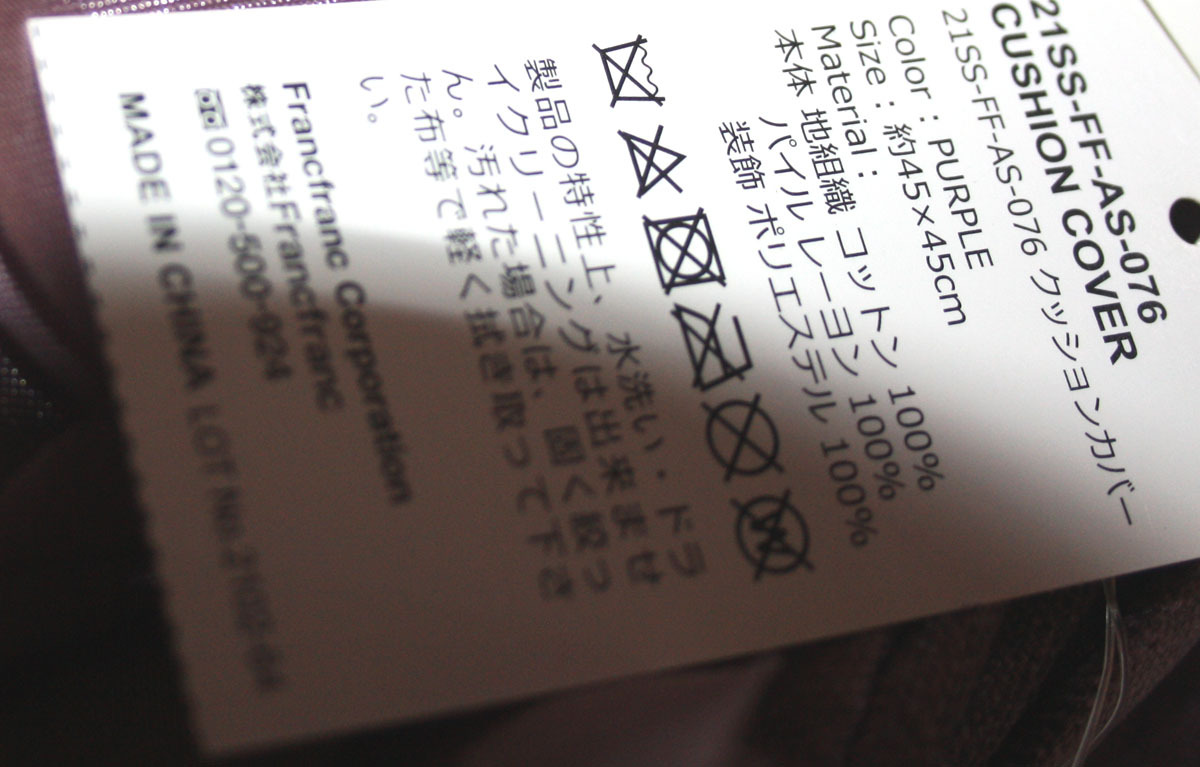 21SS-FF-AS-076
CUSHION COVER
21SS-FF-AS-076 クッションカバー
Color：PURPLE
Size：約45×45cm
Material：
本体 地組織 コットン 100%
パイル レーヨン 100%
装飾 ポリエステル 100%
製品の特性上、水洗い・ドラ
イクリーニングは出来ませ
ん。汚れた場合は、固く絞っ
た布等で軽く拭き取って下さ
い。
Francfranc Corporation
株式会社Francfranc
0120-500-924
MADE IN CHINA LOT No.2102-04